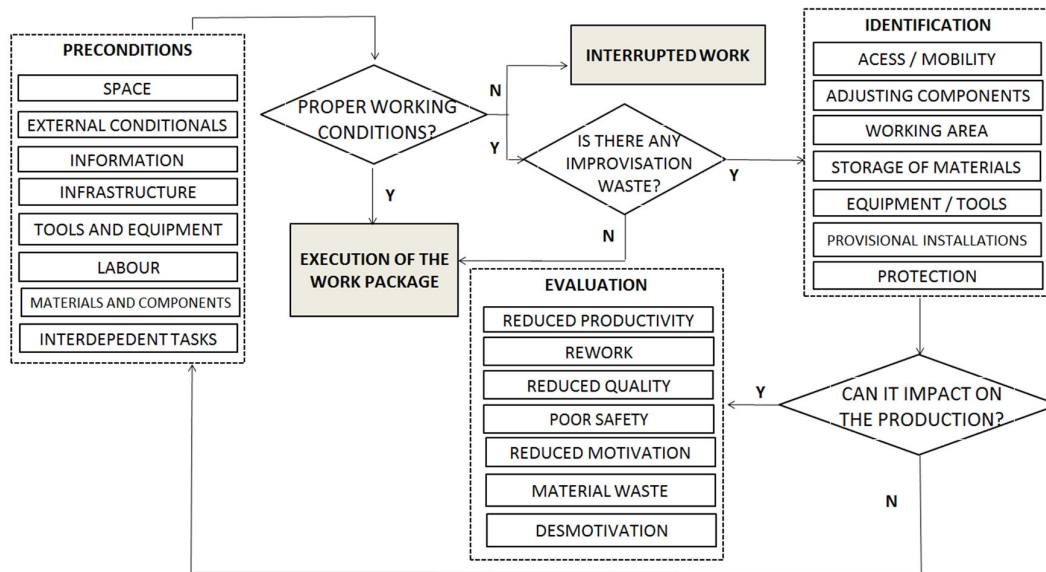 PRECONDITIONS
SPACE
EXTERNAL CONDITIONALS
INFORMATION
INFRASTRUCTURE
TOOLS AND EQUIPMENT
LABOUR
MATERIALS AND COMPONENTS
INTERDEPEDENT TASKS
PROPER WORKING
CONDITIONS?
N
Y
Y
INTERRUPTED WORK
IS THERE ANY
IMPROVISATION
WASTE?
Y
N
EXECUTION OF THE
WORK PACKAGE
IDENTIFICATION
ACESS / MOBILITY
ADJUSTING COMPONENTS
WORKING AREA
STORAGE OF MATERIALS
EQUIPMENT / TOOLS
PROVISIONAL INSTALLATIONS
PROTECTION
CAN IT IMPACT ON
THE PRODUCTION?
Y
N
EVALUATION
REDUCED PRODUCTIVITY
REWORK
REDUCED QUALITY
POOR SAFETY
REDUCED MOTIVATION
MATERIAL WASTE
DESMOTIVATION